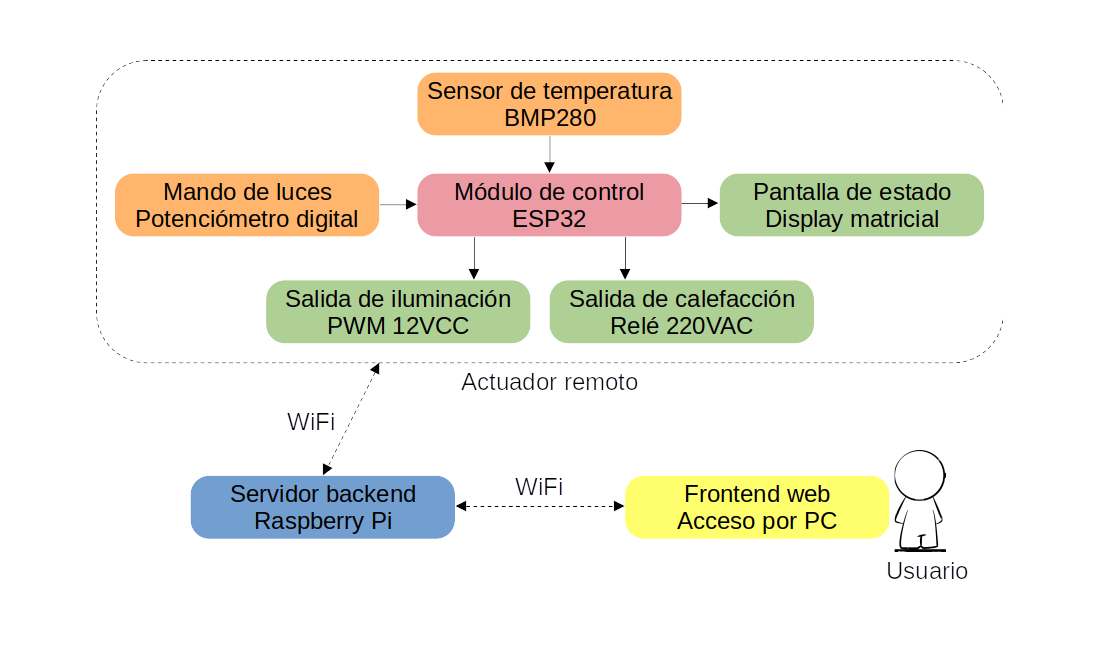 Sensor de temperatura
BMP280
Mando de luces
Potenciómetro digital
Módulo de control
ESP32
Pantalla de estado
Display matricial
Salida de iluminación
PWM 12VCC
Salida de calefacción
Relé 220VAC
Actuador remoto
WiFi
Servidor backend
Raspberry Pi
WiFi
Frontend web
Acceso por PC
Usuario